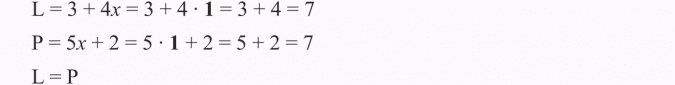 L = 3 + 4x = 3 + 4 · 1 = 3 + 4 = 7
P = 5x + 2 = 5 · 1 + 2 = 5 + 2 = 7
L = P